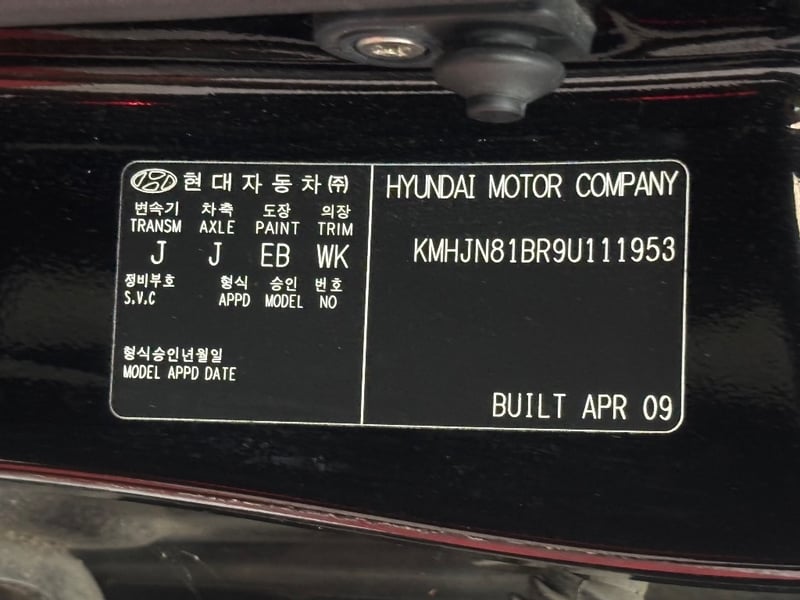 현대자동차㈜
변속기 차축 도장 의장
TRANSM AXLE PAINT TRIM
J J EB WK
정비부호 형식 승인 번호
S.V.C APPD MODEL NO
형식승인년월일
MODEL APPD DATE
HYUNDAI MOTOR COMPANY
KMHJN81BR9U111953
BUILT APR 09